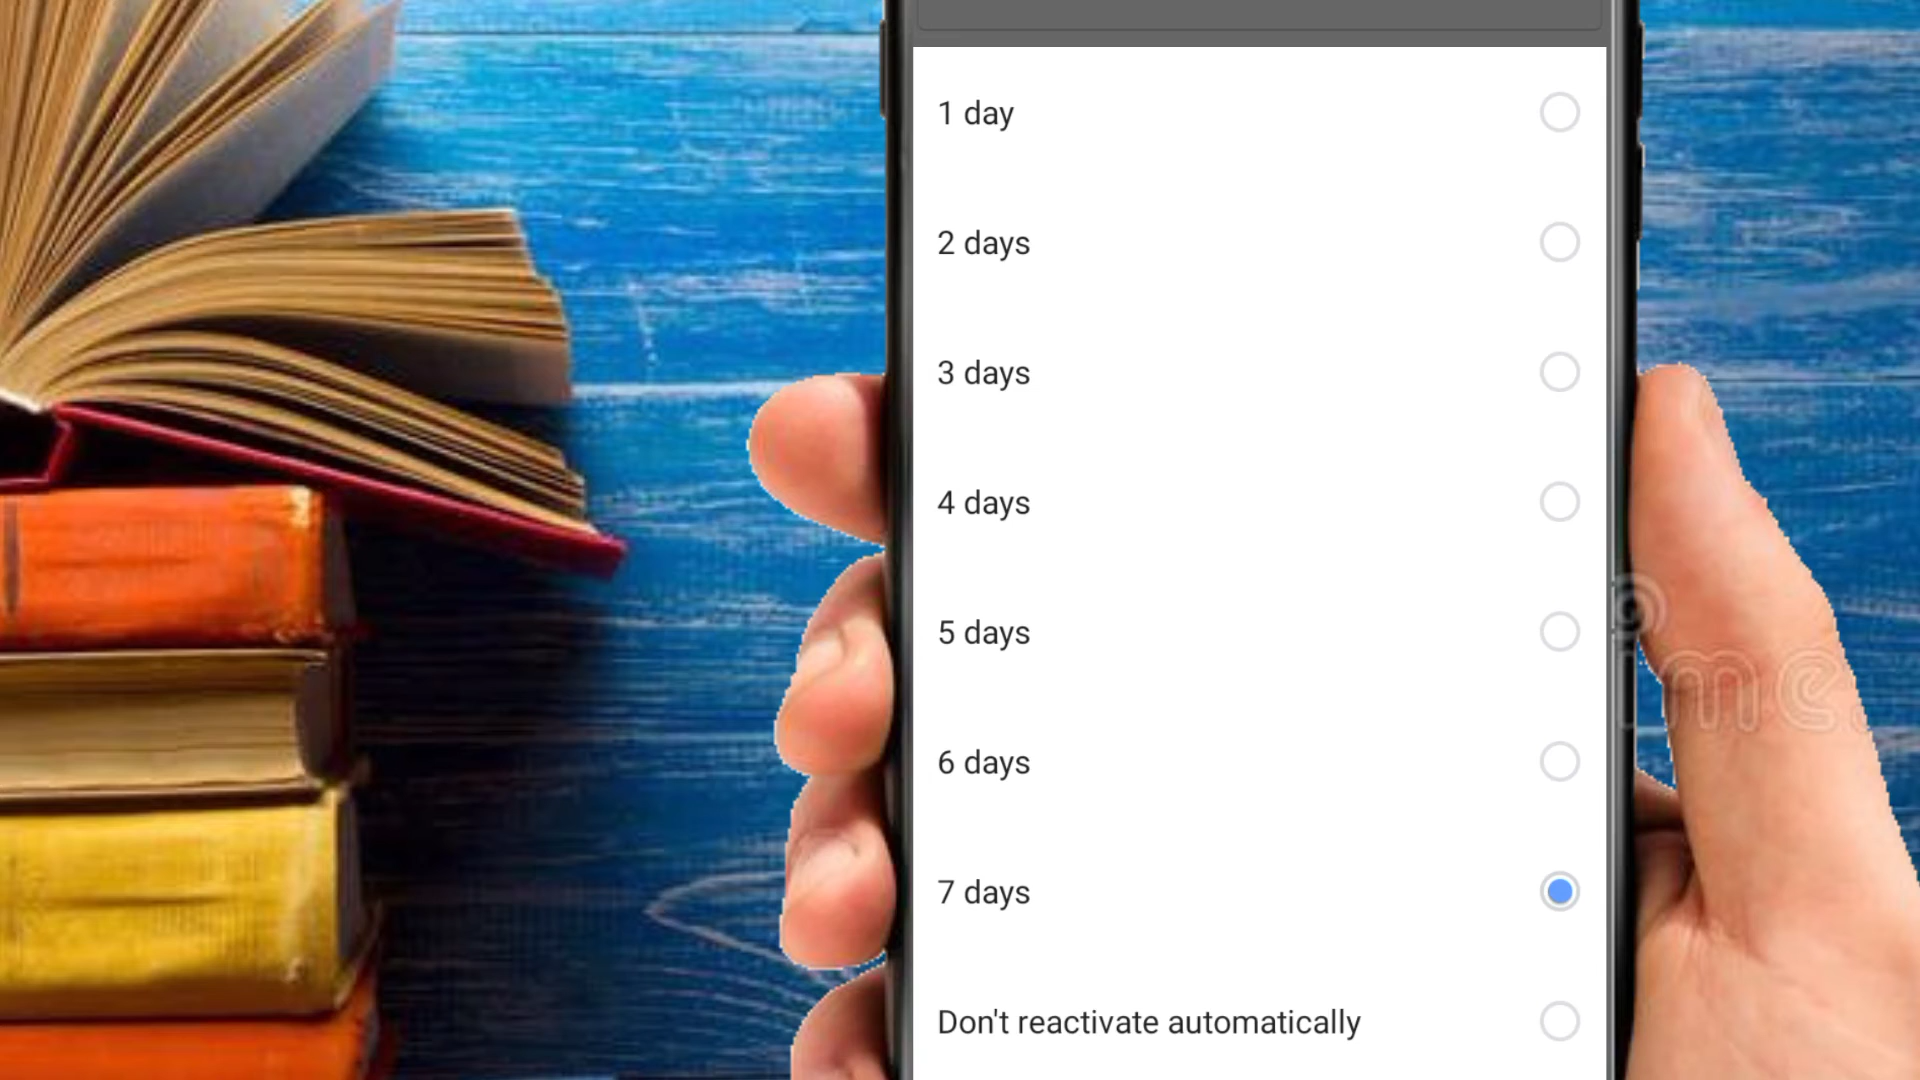 1 day
2 days
3 days
4 days
5 days
6 days
7 days
Don't reactivate automatically